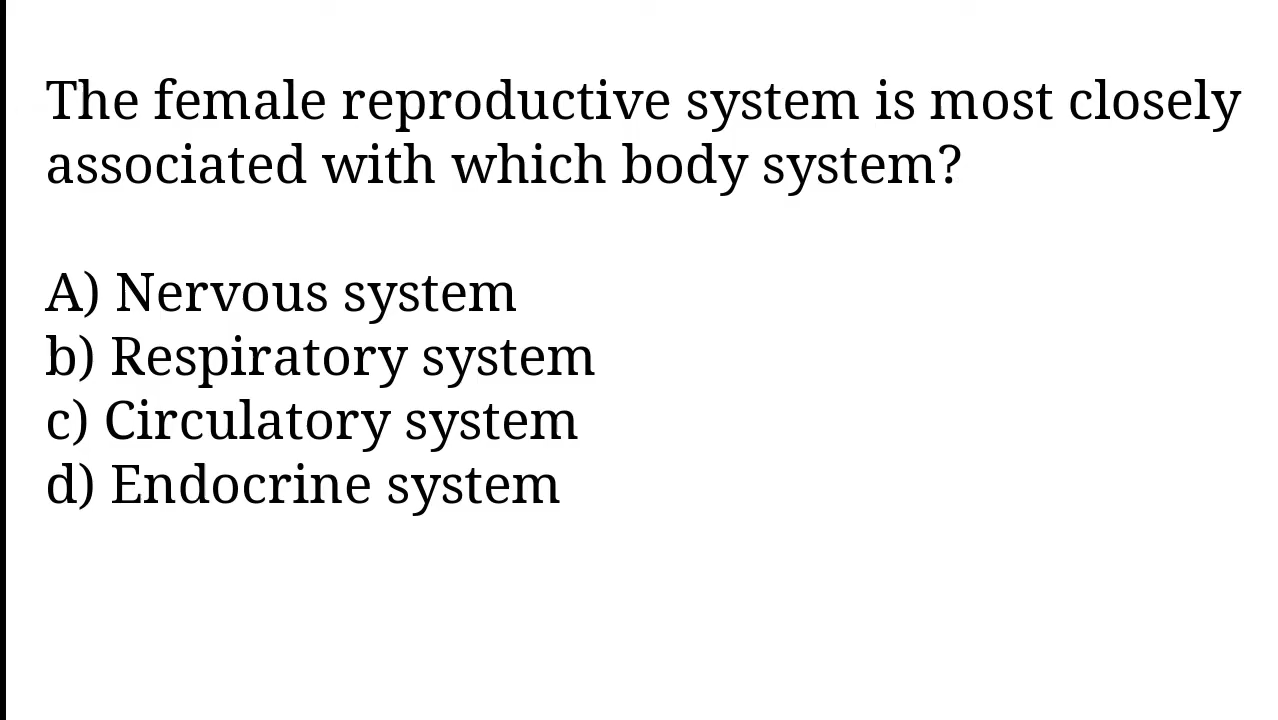 The female reproductive system is most closely
associated with which body system?
A) Nervous system
b) Respiratory system
c) Circulatory system
d) Endocrine system